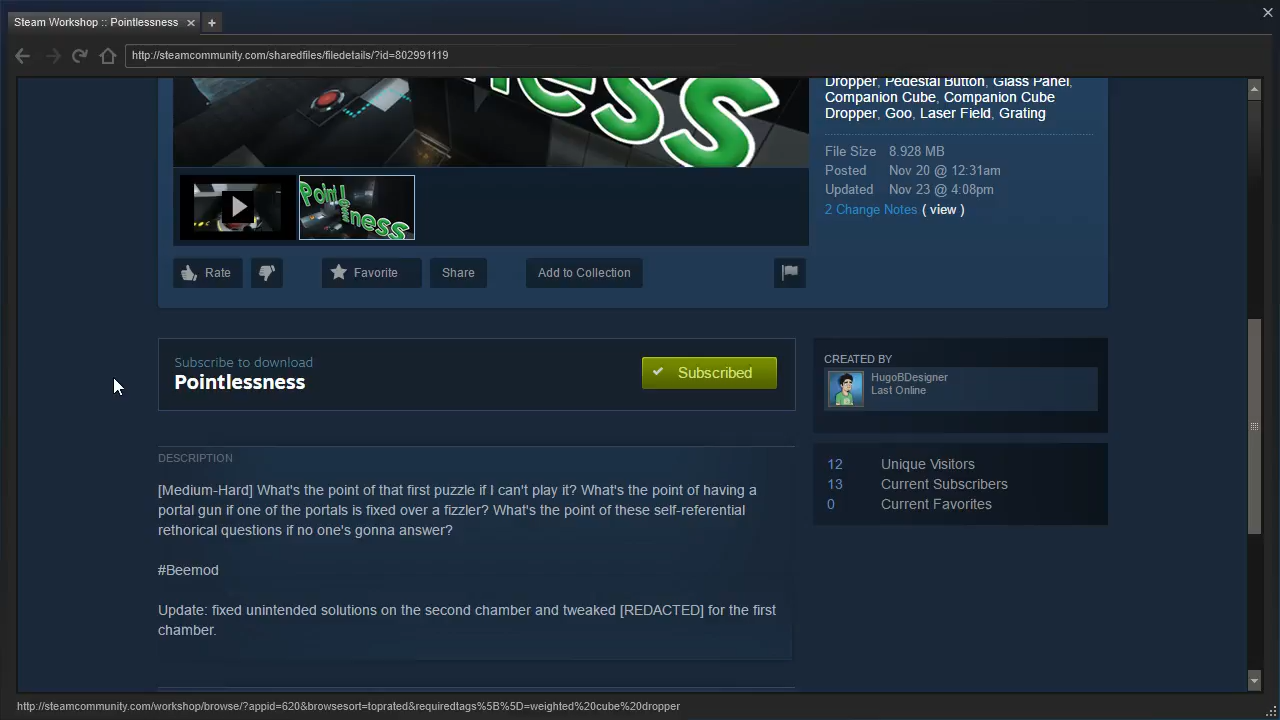 Steam Workshop :: Pointlessness
http://steamcommunity.com/sharedfiles/filedetails/?id=802991119
ness
Dropper, Pedestal Button, Glass Panel,
Companion Cube, Companion Cube
Dropper, Goo, Laser Field, Grating
File Size 8.928 MB
Posted Nov 20 @ 12:31am
Updated Nov 23 @ 4:08pm
2 Change Notes ( view )
Pointlessness
Rate Favorite Share Add to Collection
Subscribe to download
Pointlessness
Subscribed
CREATED BY
HugoBDesigner
Last Online
12 Unique Visitors
13 Current Subscribers
0 Current Favorites
DESCRIPTION
[Medium-Hard] What's the point of that first puzzle if I can't play it? What's the point of having a
portal gun if one of the portals is fixed over a fizzler? What's the point of these self-referential
rethorical questions if no one's gonna answer?
#Beemod
Update: fixed unintended solutions on the second chamber and tweaked [REDACTED] for the first
chamber.
http://steamcommunity.com/workshop/browse/?appid=620&browsesort=toprated&requiredtags%5B%5D=weighted%20cube%20dropper